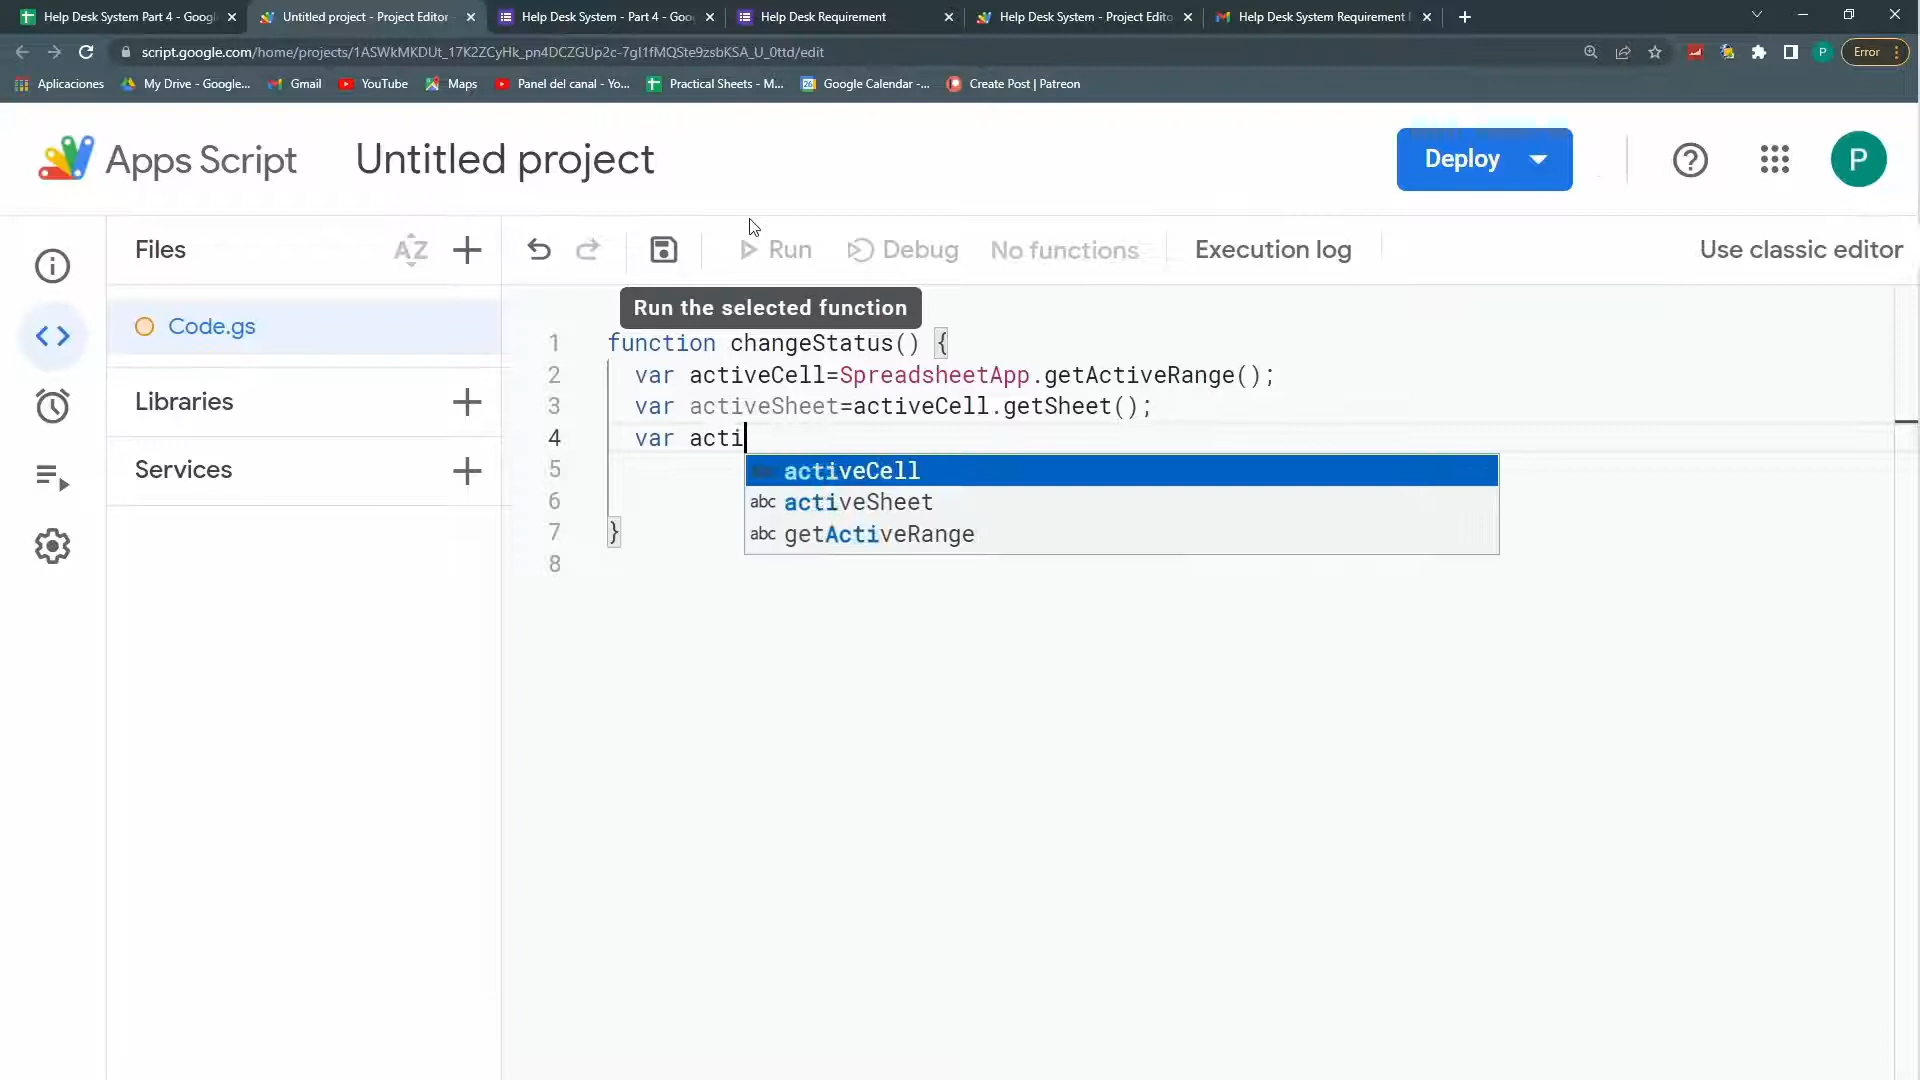 Help Desk System Part 4 - Googl
Untitled project - Project Editor
Help Desk System - Part 4 - Goo
Help Desk Requirement
Help Desk System - Project Edito
Help Desk System Requirement
script.google.com/home/projects/1ASWkMKDUt_17K2ZCyHk_pn4DCZGUp2c-7gI1fMQSte9zsbKSA_U_0ttd/edit
P
Error
Aplicaciones
My Drive - Google...
Gmail
YouTube
Maps
Panel del canal - Yo...
Practical Sheets - M...
Google Calendar -...
Create Post | Patreon
Apps Script
Untitled project
Deploy
P
Files
AZ
Run
Debug
No functions
Execution log
Use classic editor
Code.gs
Libraries
Services
Run the selected function
1 function changeStatus() {
2 var activeCell=SpreadsheetApp.getActiveRange();
3 var activeSheet=activeCell.getSheet();
4 var acti
5
6
7 }
8
activeCell
abc activeSheet
abc getActiveRange